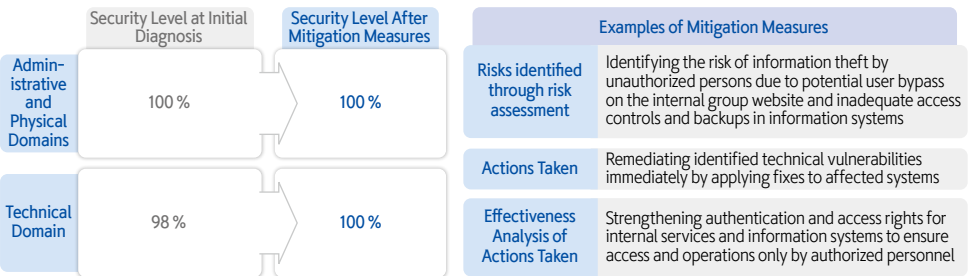 Security Level at Initial
Diagnosis
Security Level After
Mitigation Measures
Admin-
istrative
and
Physical
Domains
100 %
100 %
Technical
Domain
98 %
100 %
Examples of Mitigation Measures
Risks identified
through risk
assessment
Identifying the risk of information theft by
unauthorized persons due to potential user bypass
on the internal group website and inadequate access
controls and backups in information systems
Actions Taken
Remediating identified technical vulnerabilities
immediately by applying fixes to affected systems
Effectiveness
Analysis of
Actions Taken
Strengthening authentication and access rights for
internal services and information systems to ensure
access and operations only by authorized personnel